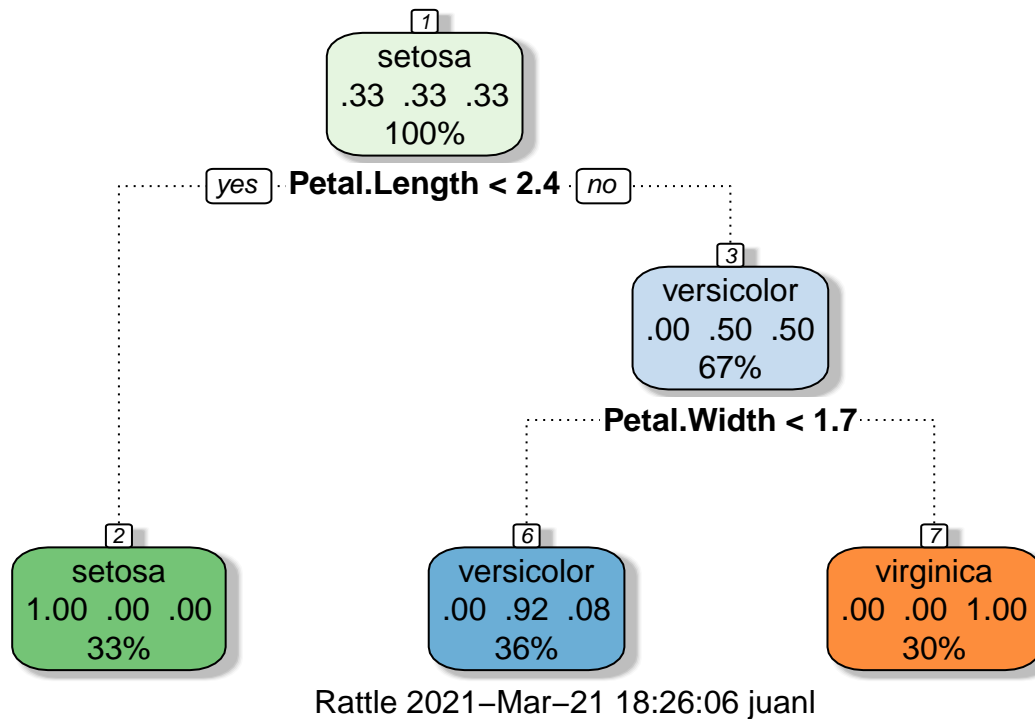 1
setosa
.33 .33 .33
100%
yes Petal.Length < 2.4 no
3
versicolor
.00 .50 .50
67%
Petal.Width < 1.7
2
setosa
1.00 .00 .00
33%
6
versicolor
.00 .92 .08
36%
7
virginica
.00 .00 1.00
30%
Rattle 2021−Mar−21 18:26:06 juanl